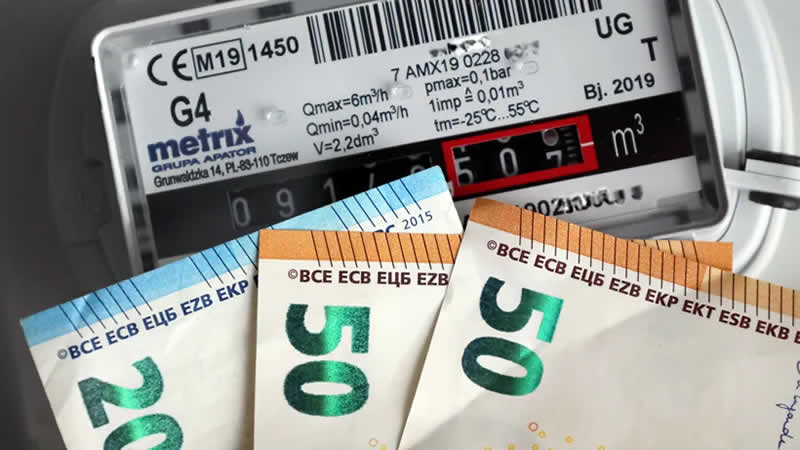 CE M19 1450
UG
T
7 AMX19 0228
G4
Qmax=6m³/h
pmax=0,1bar
Qmin=0,04m³/h
1imp ≙ 0,01m³
Bj. 2019
V=2,2dm³
tm=-25°C...55°C
metrix
GRUPA APATOR
Grunwaldzka 14, PL-83-110 Tczew
091
507
m³
2015
©BCE ECB ЕЦБ EZB EKP
20
©BCE ECB ЕЦБ EZB
50
©BCE ECB ЕЦБ EZB EKP EKT ESB EKB
50